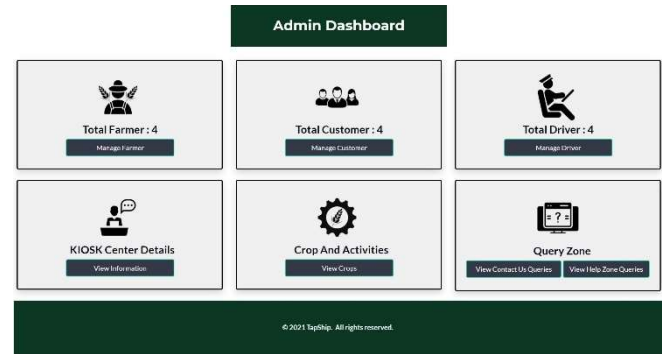 Admin Dashboard
Total Farmer : 4
Manage Farmer
Total Customer : 4
Manage Customer
Total Driver : 4
Manage Driver
KIOSK Center Details
View Information
Crop And Activities
View Crops
= ? =
Query Zone
View Contact Us Queries
View Help Zone Queries
© 2021 TapShip. All rights reserved.